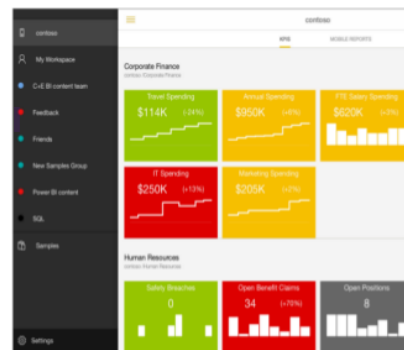 contoso
My Workspace
C+E BI content team
Feedback
Friends
New Samples Group
Power BI content
SQL
Samples
Settings
contoso
KPIS
MOBILE REPORTS
Corporate Finance
contoso /Corporate Finance
Travel Spending
$114K (-24%)
Annual Spending
$950K (+6%)
FTE Salary Spending
$620K (+3%)
IT Spending
$250K (+13%)
Marketing Spending
$205K (+2%)
Human Resources
contoso /Human Resources
Safety Breaches
0
Open Benefit Claims
34 (+70%)
Open Positions
8